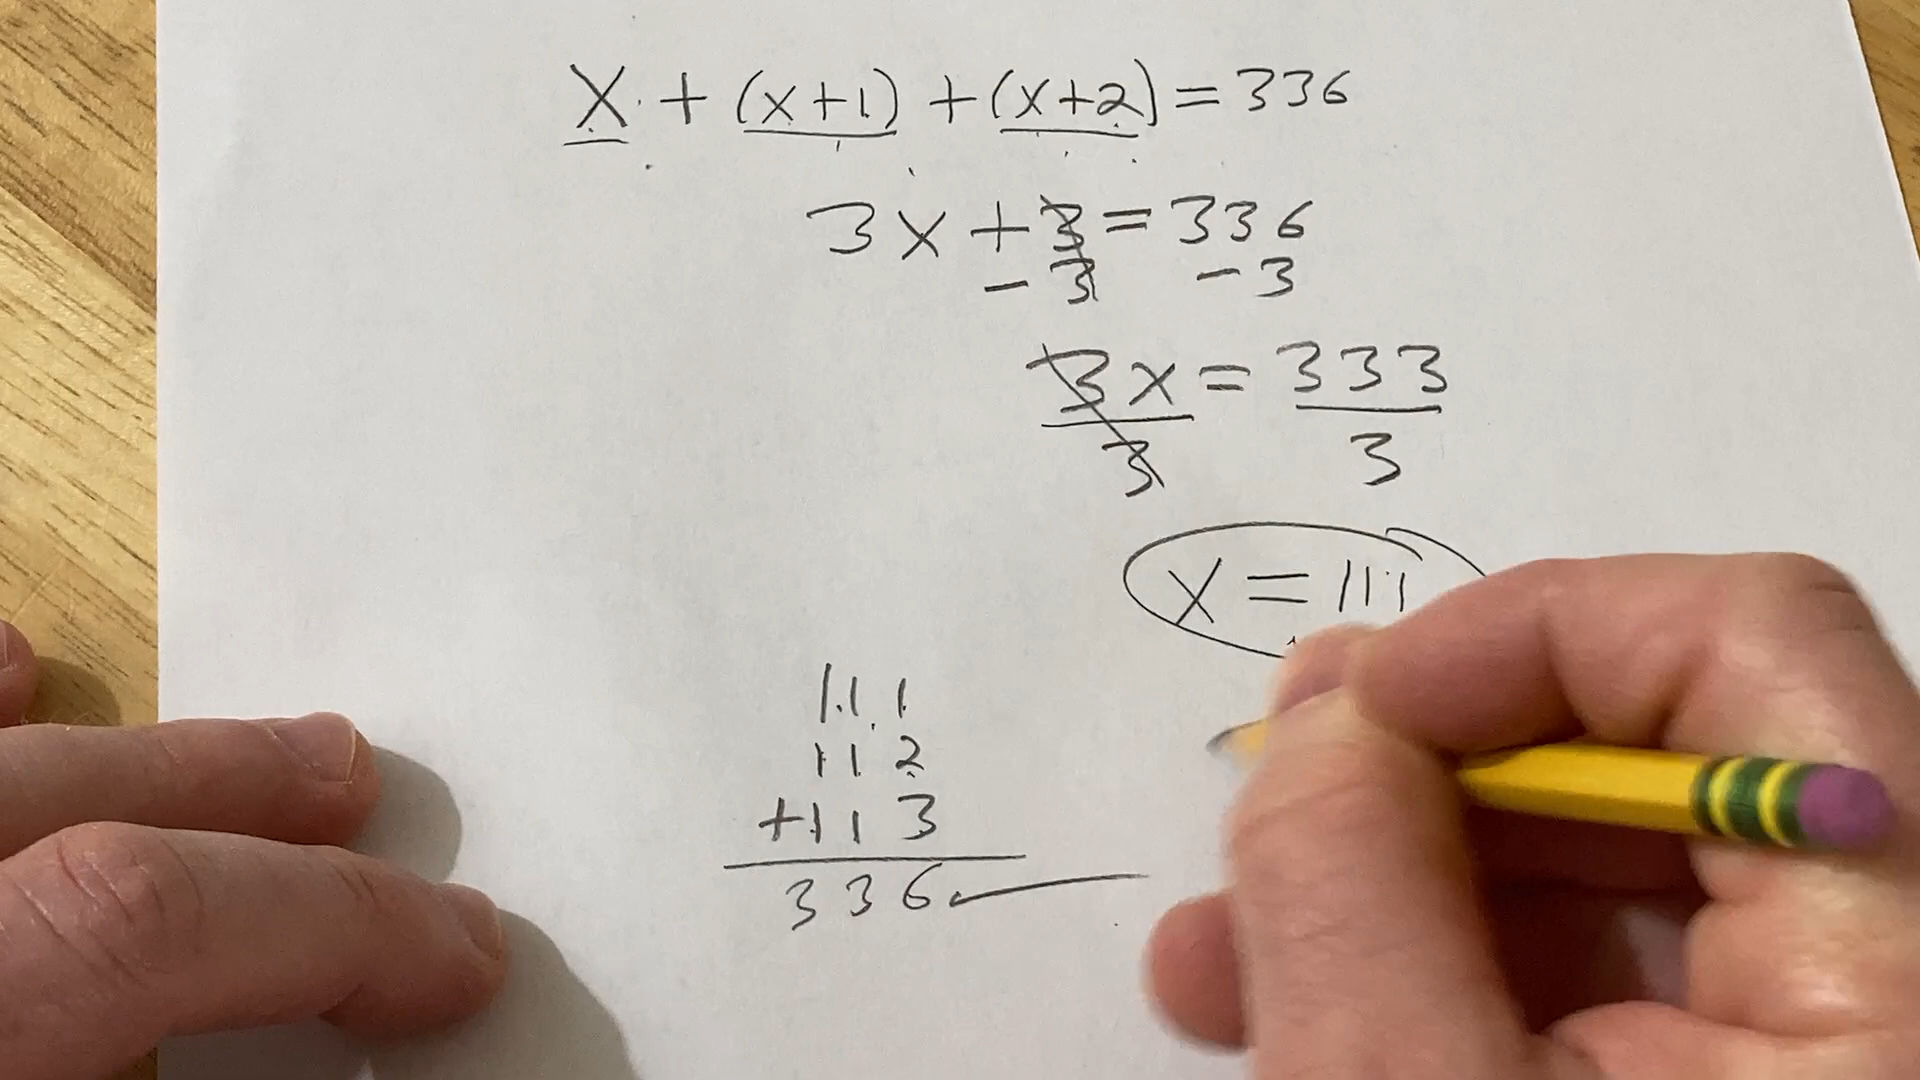 x + (x+1) + (x+2) = 336
3x + 3 = 336
- 3 - 3
3x = 333
3 3
x = 111
111
112
+113
336 ✓